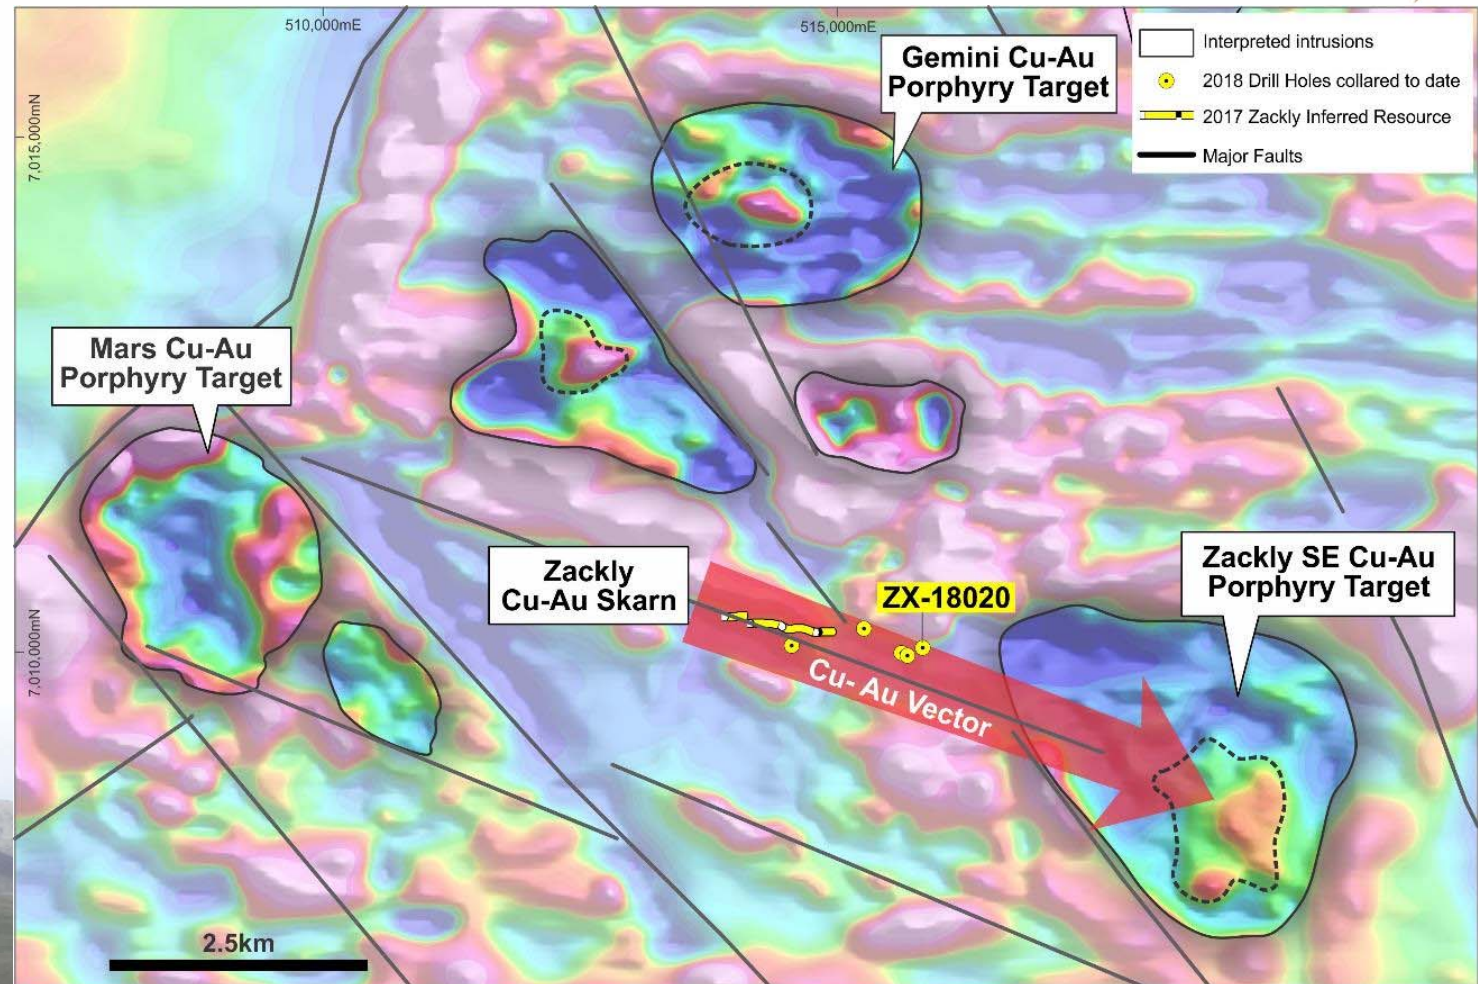 510,000mE
515,000mE
7,015,000mN
7,010,000mN
Interpreted intrusions
2018 Drill Holes collared to date
2017 Zackly Inferred Resource
Major Faults
Gemini Cu-Au
Porphyry Target
Mars Cu-Au
Porphyry Target
Zackly
Cu-Au Skarn
ZX-18020
Zackly SE Cu-Au
Porphyry Target
Cu- Au Vector
2.5km